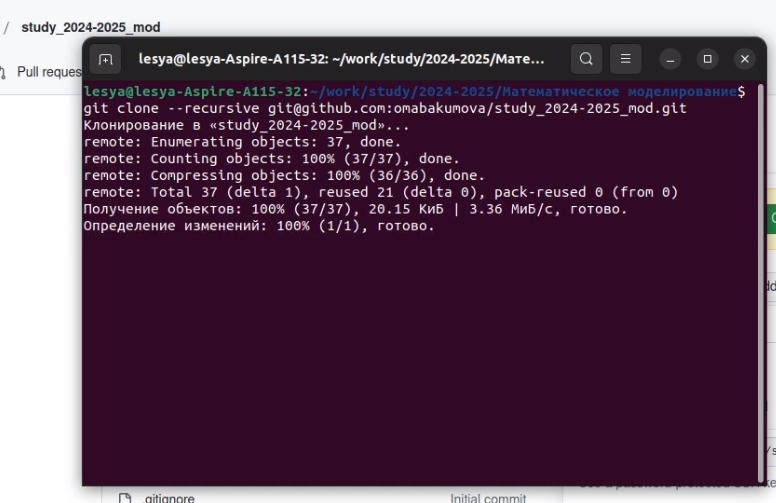 / study_2024-2025_mod
Pull reques
lesya@lesya-Aspire-A115-32: ~/work/study/2024-2025/Мате...
lesya@lesya-Aspire-A115-32:~/work/study/2024-2025/Математическое моделирование$
git clone --recursive git@github.com:omabakumova/study_2024-2025_mod.git
Клонирование в «study_2024-2025_mod»...
remote: Enumerating objects: 37, done.
remote: Counting objects: 100% (37/37), done.
remote: Compressing objects: 100% (36/36), done.
remote: Total 37 (delta 1), reused 21 (delta 0), pack-reused 0 (from 0)
Получение объектов: 100% (37/37), 20.15 КиБ | 3.36 МиБ/с, готово.
Определение изменений: 100% (1/1), готово.
.gitignore
Initial commit